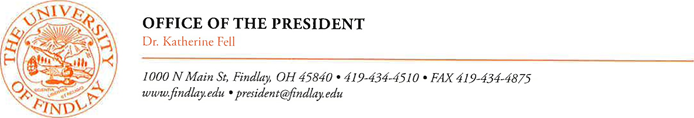 THE UNIVERSITY
OF FINDLAY
OFFICE OF THE PRESIDENT
Dr. Katherine Fell
1000 N Main St, Findlay, OH 45840 • 419-434-4510 • FAX 419-434-4875
www.findlay.edu • president@findlay.edu